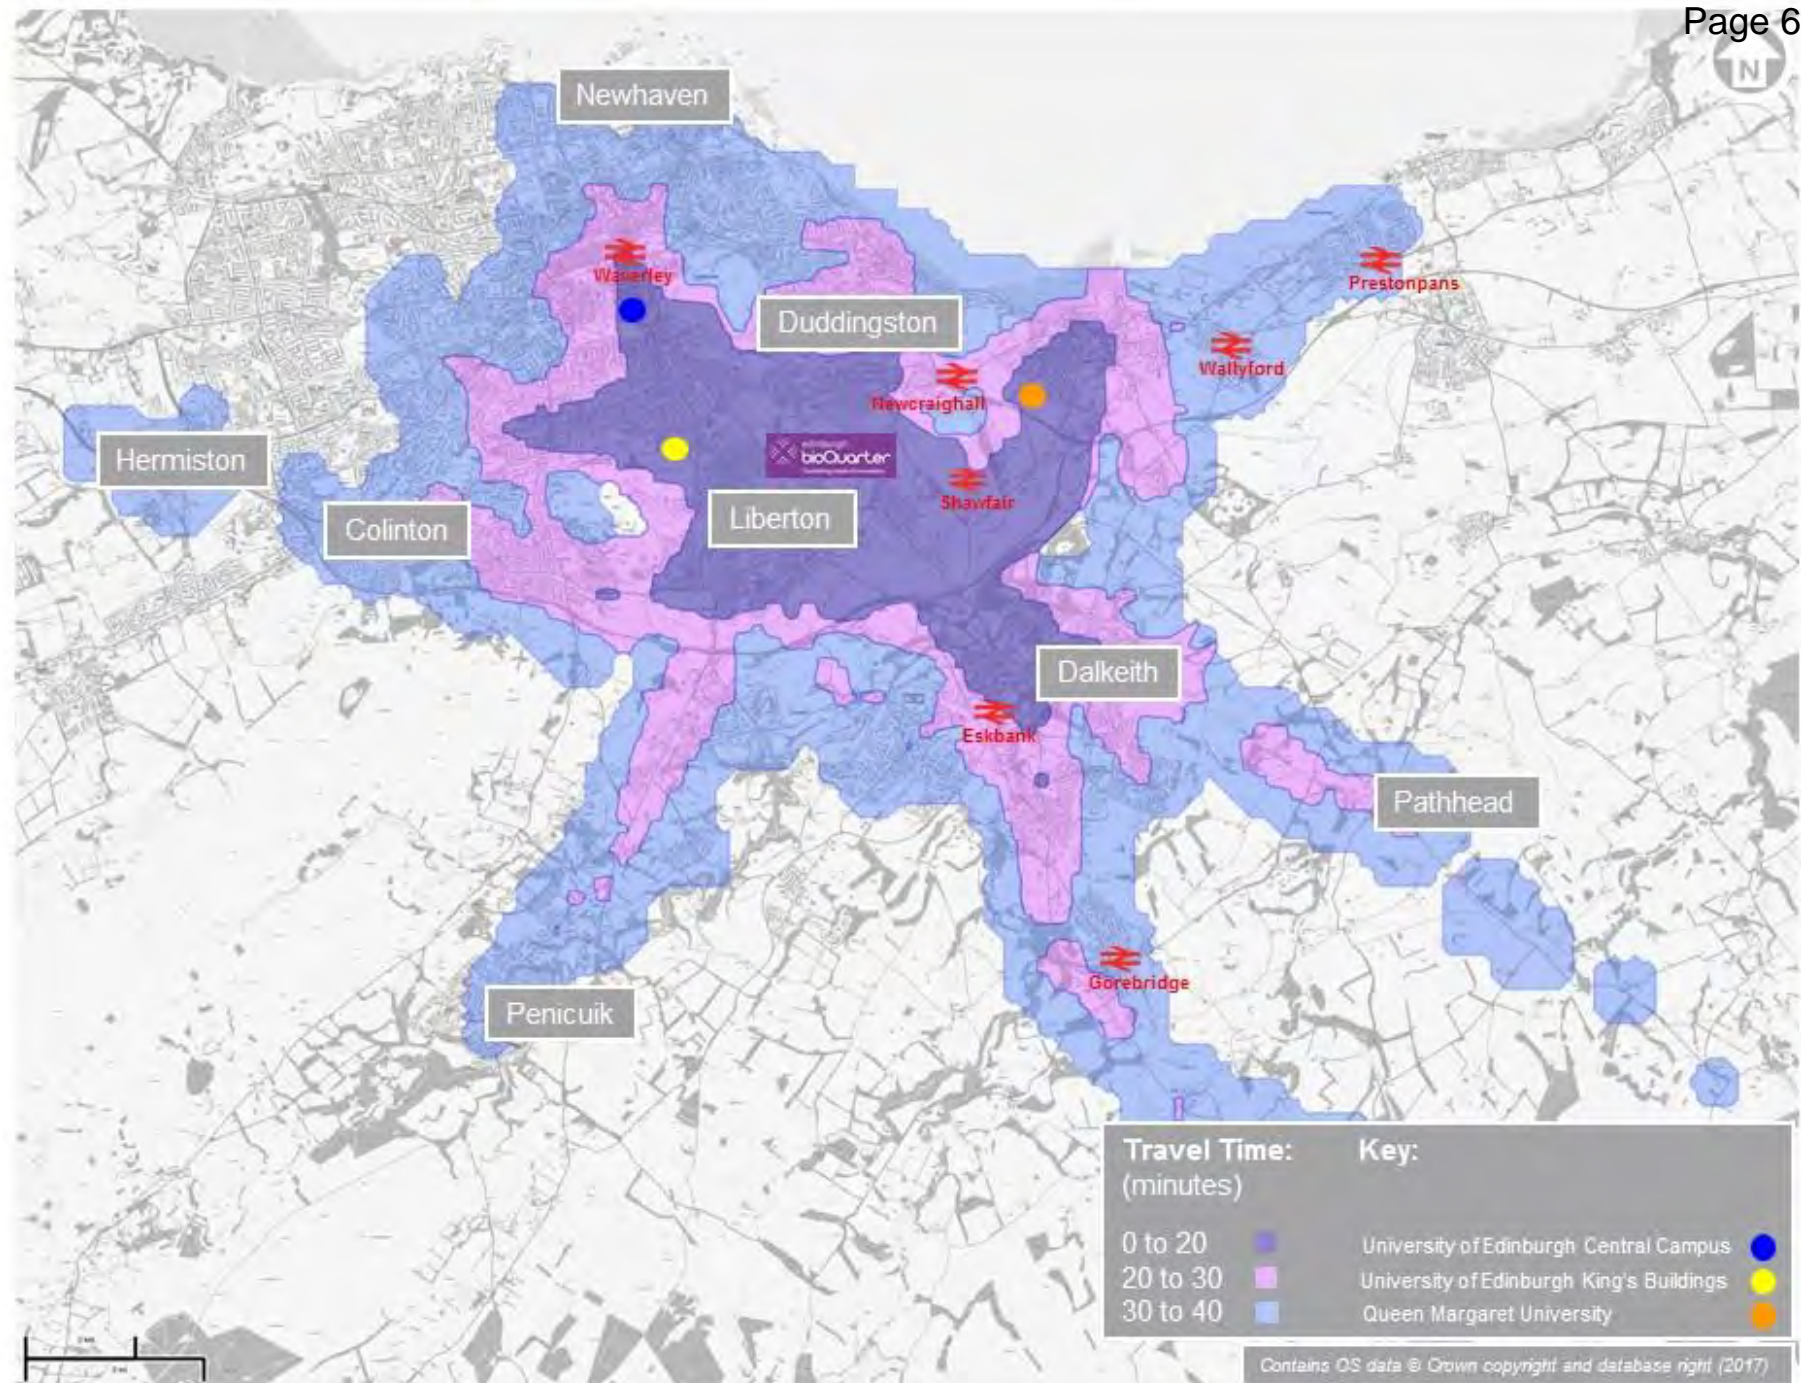 Page 6
N
Newhaven
Waverley
Duddingston
Prestonpans
Wallyford
Newcraighall
Hermiston
edinburgh
bioQuarter
Shawfair
Colinton
Liberton
Dalkeith
Eskbank
Pathhead
Gorebridge
Penicuik
Travel Time:
(minutes)
Key:
0 to 20
University of Edinburgh Central Campus
20 to 30
University of Edinburgh King's Buildings
30 to 40
Queen Margaret University
Contains OS data © Crown copyright and database right (2017)